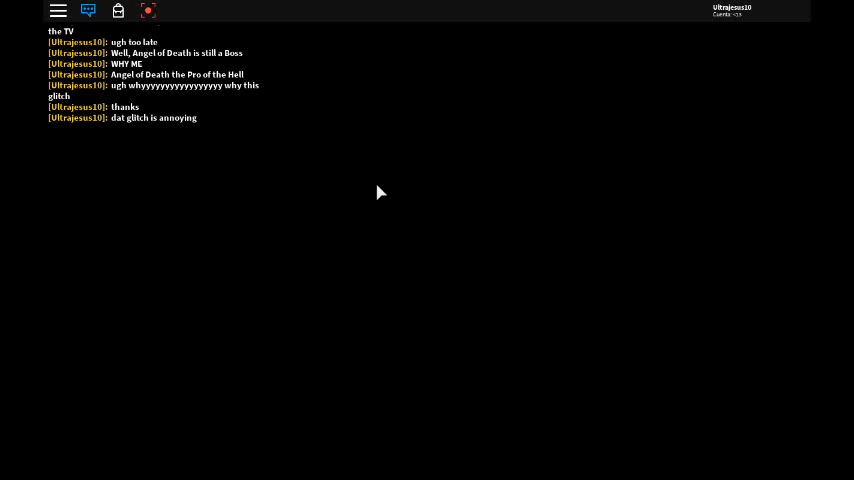 Ultrajesus10
Cuenta: <13
the TV
[Ultrajesus10]: ugh too late
[Ultrajesus10]: Well, Angel of Death is still a Boss
[Ultrajesus10]: WHY ME
[Ultrajesus10]: Angel of Death the Pro of the Hell
[Ultrajesus10]: ugh whyyyyyyyyyyyyyyyyy why this
glitch
[Ultrajesus10]: thanks
[Ultrajesus10]: dat glitch is annoying